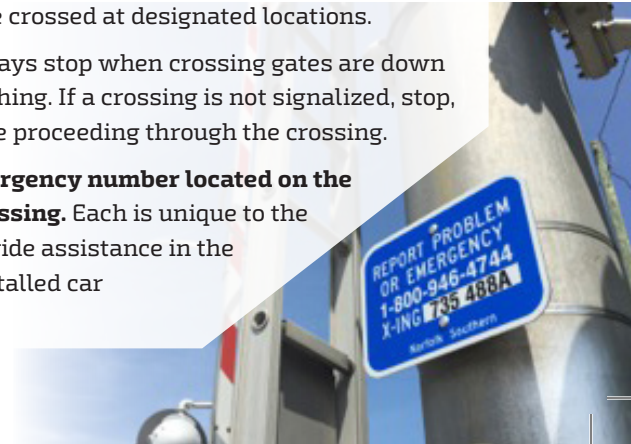 e crossed at designated locations.
ays stop when crossing gates are down
hing. If a crossing is not signalized, stop,
e proceeding through the crossing.
rgency number located on the
ssing. Each is unique to the
ide assistance in the
talled car
REPORT PROBLEM
OR EMERGENCY
1-800-946-4744
X-ING 735 488A
Norfolk Southern